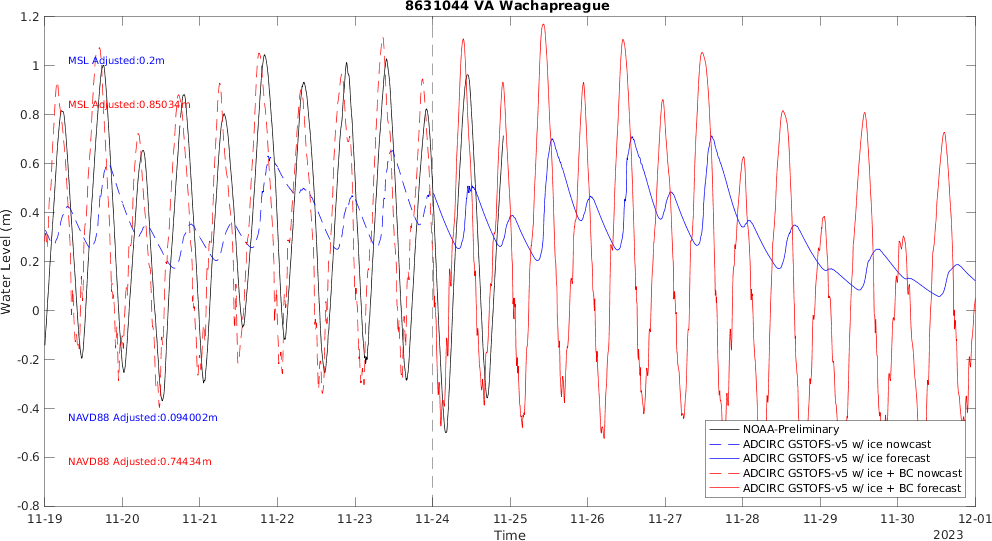 8631044 VA Wachapreague
1.2
1
0.8
0.6
0.4
0.2
0
-0.2
-0.4
-0.6
-0.8
Water Level (m)
MSL Adjusted:0.2m
MSL Adjusted:0.85034m
NAVD88 Adjusted:0.094002m
NAVD88 Adjusted:0.74434m
NOAA-Preliminary
ADCIRC GSTOFS-v5 w/ ice nowcast
ADCIRC GSTOFS-v5 w/ ice forecast
ADCIRC GSTOFS-v5 w/ ice + BC nowcast
ADCIRC GSTOFS-v5 w/ ice + BC forecast
11-19 11-20 11-21 11-22 11-23 11-24 11-25 11-26 11-27 11-28 11-29 11-30 12-01
Time
2023